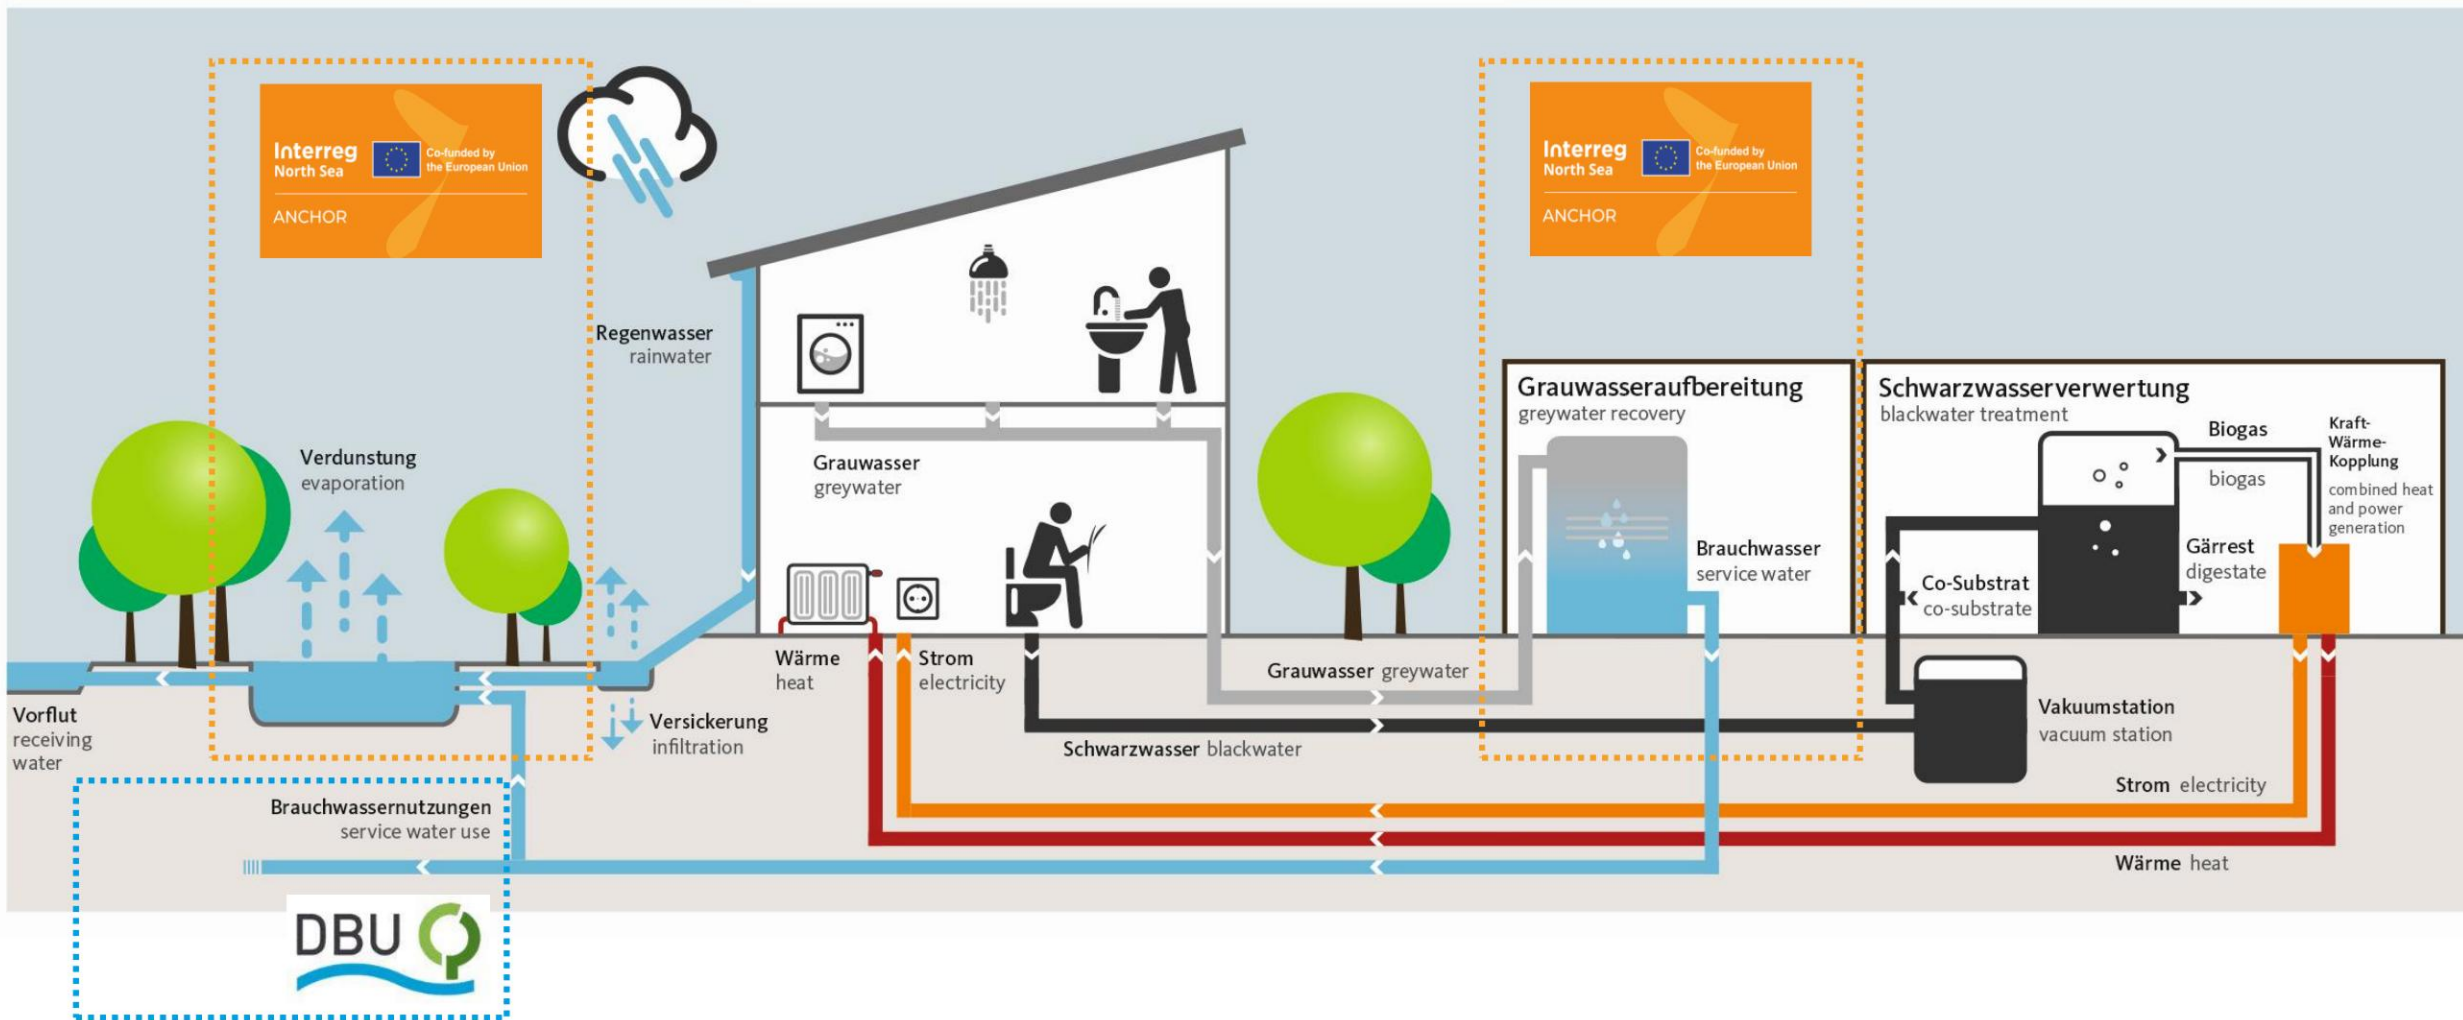 Interreg
North Sea
Co-funded by
the European Union
ANCHOR
Interreg
North Sea
Co-funded by
the European Union
ANCHOR
Regenwasser
rainwater
Verdunstung
evaporation
Grauwasser
greywater
Grauwasseraufbereitung
greywater recovery
Brauchwasser
service water
Schwarzwasserverwertung
blackwater treatment
Biogas
biogas
Kraft-
Wärme-
Kopplung
combined heat
and power
generation
Gärrest
digestate
Co-Substrat
co-substrate
Wärme
heat
Strom
electricity
Grauwasser greywater
Schwarzwasser blackwater
Vakuumstation
vacuum station
Vorflut
receiving
water
Versickerung
infiltration
Strom electricity
Wärme heat
Brauchwassernutzungen
service water use
DBU